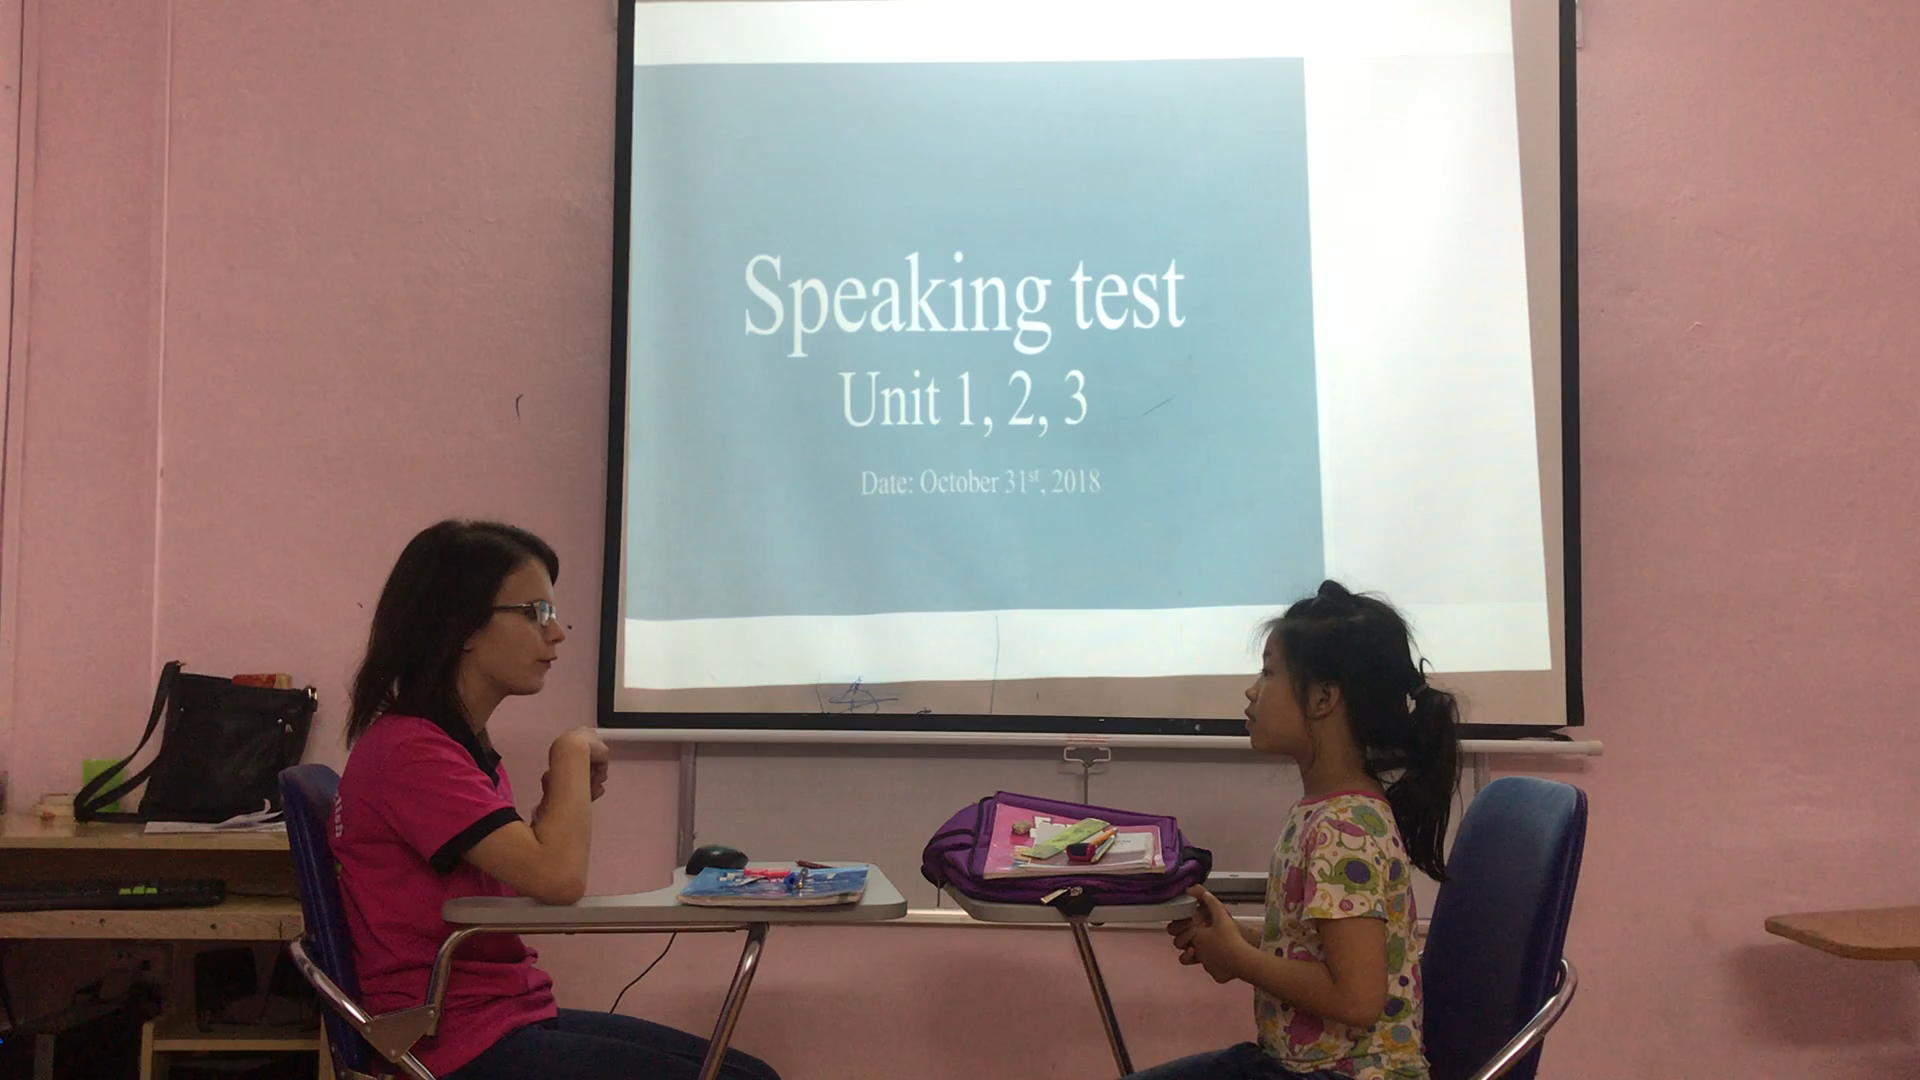 Speaking test
Unit 1, 2, 3
Date: October 31st, 2018